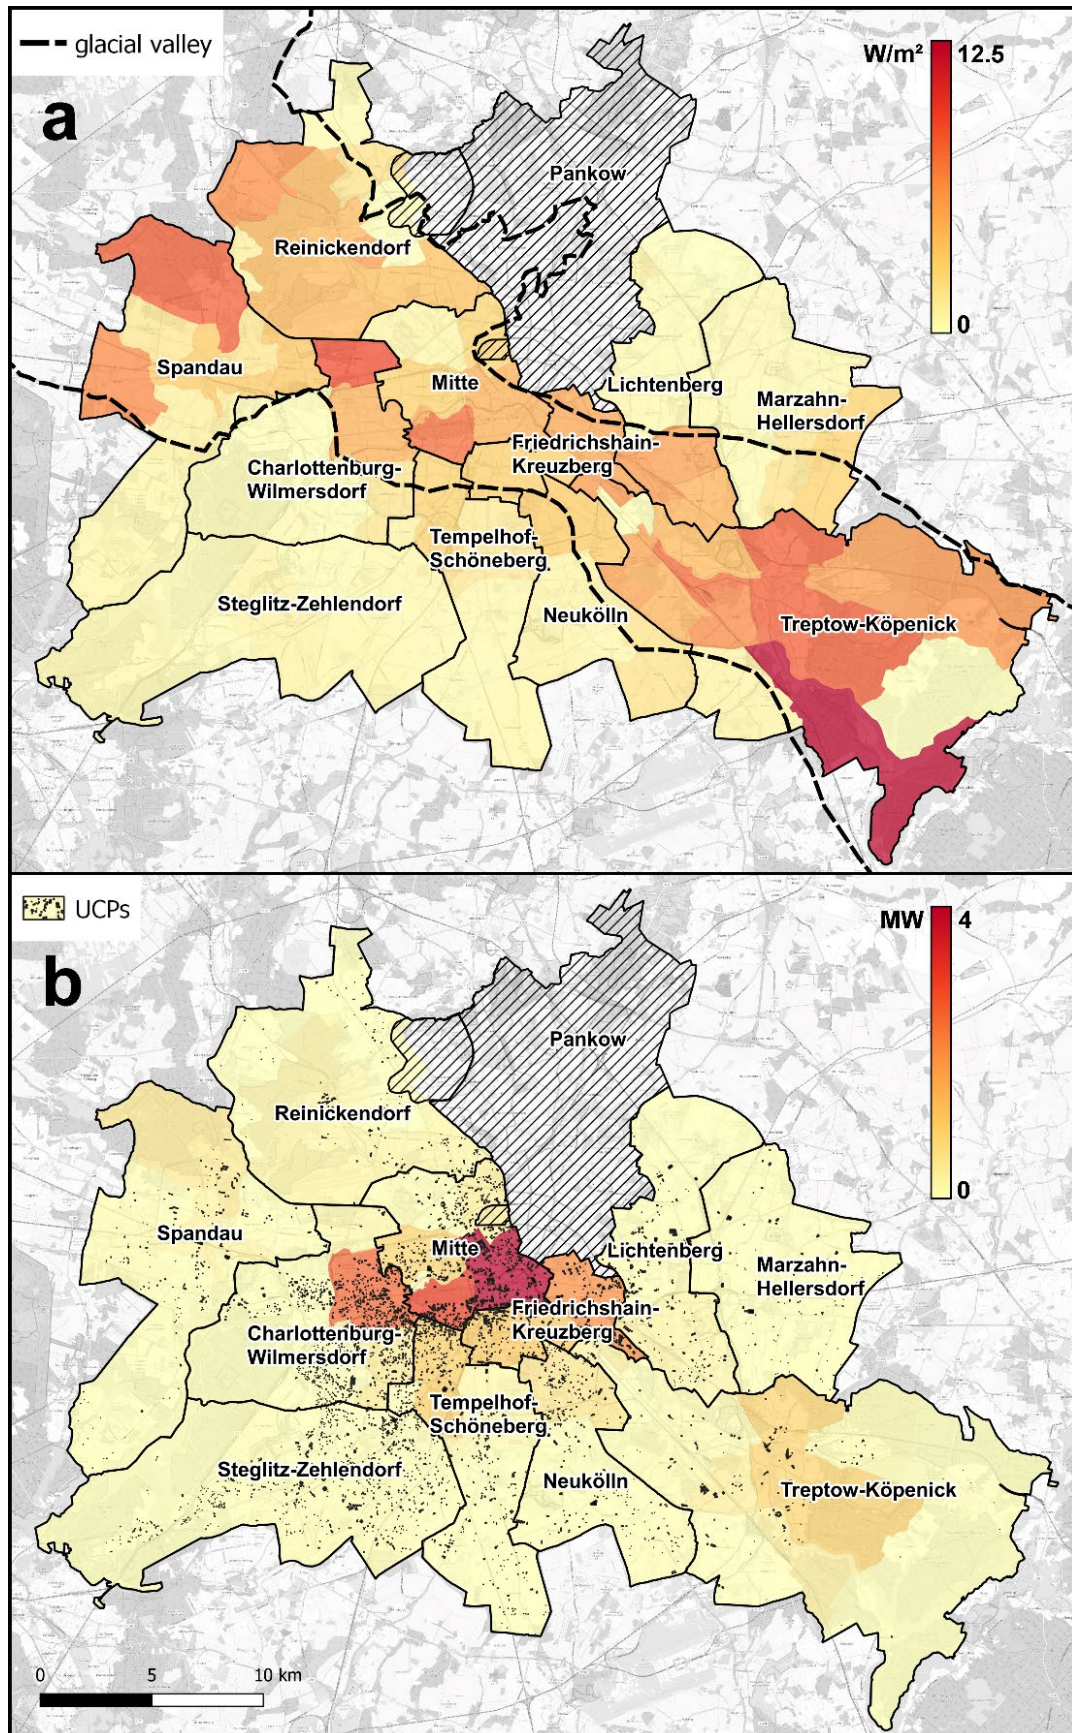 glacial valley
W/m² 12.5
a
Pankow
Reinickendorf
0
Spandau
Mitte
Lichtenberg
Marzahn-
Hellersdorf
Friedrichshain-
Kreuzberg
Charlottenburg-
Wilmersdorf
Tempelhof-
Schöneberg
Steglitz-Zehlendorf
Neukölln
Treptow-Köpenick
UCPs
MW 4
b
Pankow
Reinickendorf
0
Spandau
Mitte
Lichtenberg
Marzahn-
Hellersdorf
Friedrichshain-
Kreuzberg
Charlottenburg-
Wilmersdorf
Tempelhof-
Schöneberg
Steglitz-Zehlendorf
Neukölln
Treptow-Köpenick
0 5 10 km